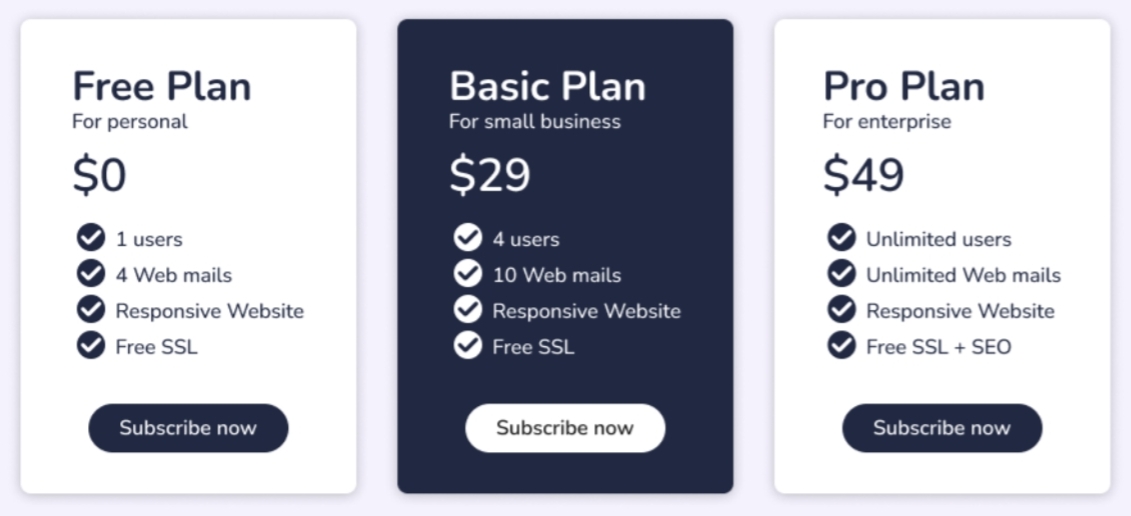 Free Plan
For personal
$0
1 users
4 Web mails
Responsive Website
Free SSL
Subscribe now
Basic Plan
For small business
$29
4 users
10 Web mails
Responsive Website
Free SSL
Subscribe now
Pro Plan
For enterprise
$49
Unlimited users
Unlimited Web mails
Responsive Website
Free SSL + SEO
Subscribe now